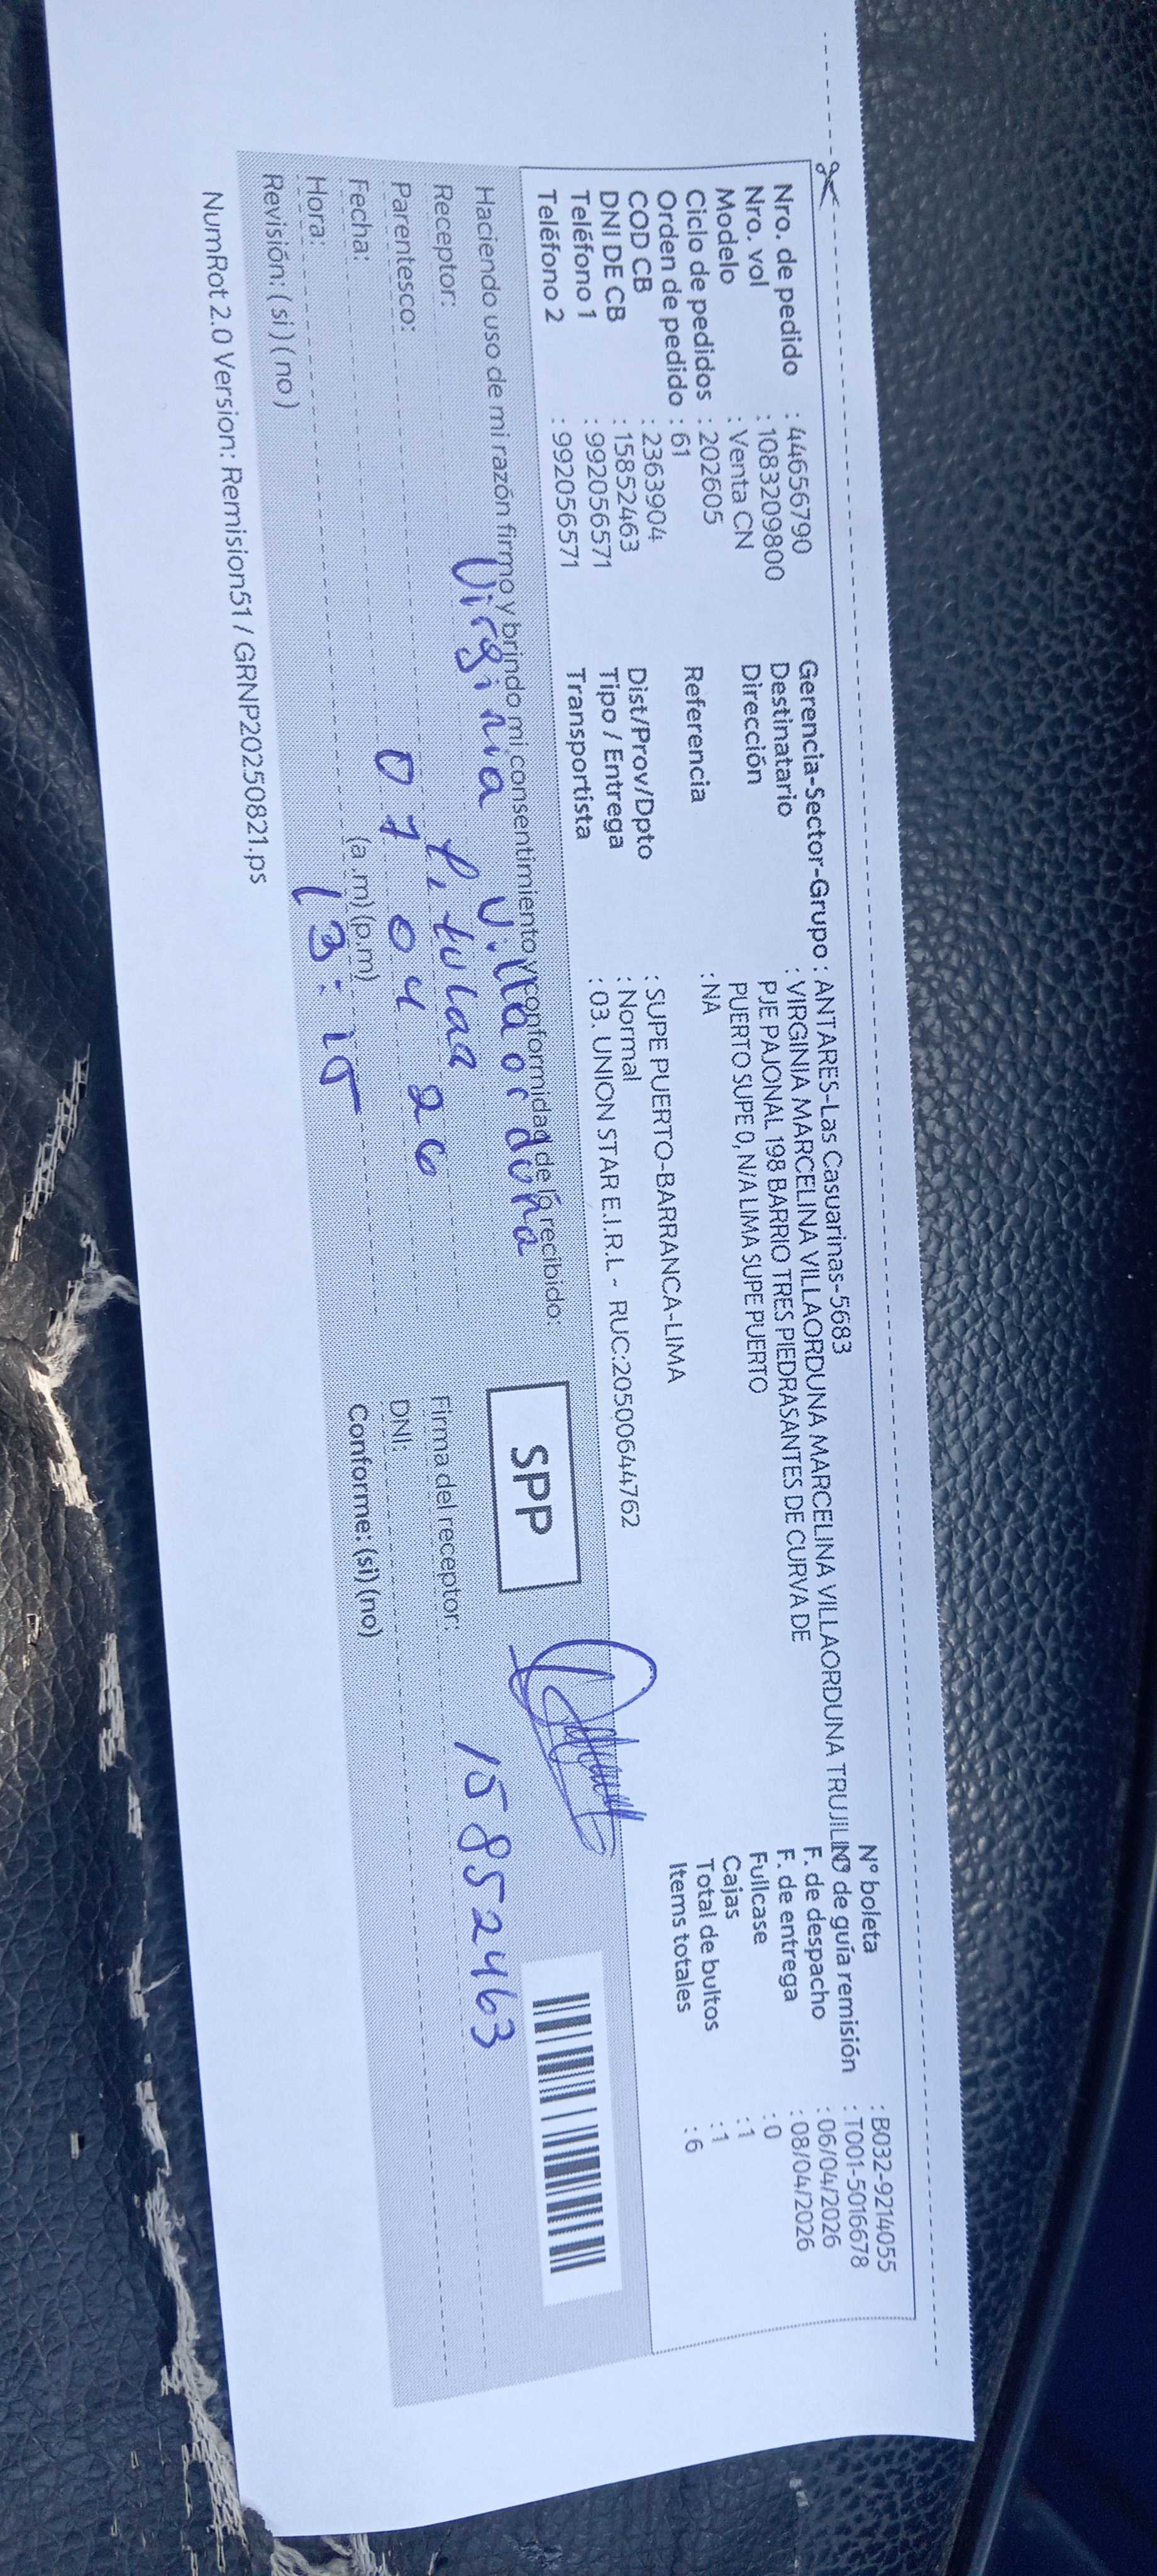 Nro. de pedido : 44656790
Nro. vol : 1083209800
Modelo : Venta CN
Ciclo de pedidos : 202605
Orden de pedido : 61
COD CB : 2363904
DNI DE CB : 15852463
Teléfono 1 : 992056571
Teléfono 2 : 992056571
Gerencia-Sector-Grupo : ANTARES-Las Casuarinas-5683
Destinatario : VIRGINIA MARCELINA VILLAORDUNA MARCELINA VILLAORDUNA TRUJILLO
Dirección PJE PAJONAL 198 BARRIO TRES PIEDRASANTES DE CURVA DE
PUERTO SUPE 0, N/A LIMA SUPE PUERTO
Referencia : NA
Dist/Prov/Dpto : SUPE PUERTO-BARRANCA-LIMA
Tipo / Entrega : Normal
Transportista : 03. UNION STAR E.I.R.L - RUC:20500644762
N° boleta : B032-9214055
N° de guía remisión : T001-5016678
F. de despacho : 06/04/2026
F. de entrega : 08/04/2026
Fullcase : 0
Cajas : 1
Total de bultos : 1
Items totales : 6
Haciendo uso de mi razón firmo y brindo mi consentimiento y conformidad de lo recibido:
Receptor: Virginia Villaorduña
Parentesco: titulaa
Fecha: 07 04 26
Hora: (a .m) (p.m) 13:15
Revisión: (si) (no)
SPP
Firma del receptor:
DNI: 15852463
Conforme: (si) (no)
NumRot 2.0 Version: Remision51 / GRNP20250821.ps